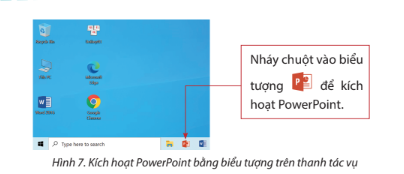 Nháy chuột vào biểu
tượng để kích
hoạt PowerPoint.
Type here to search
Hình 7. Kích hoạt PowerPoint bằng biểu tượng trên thanh tác vụ